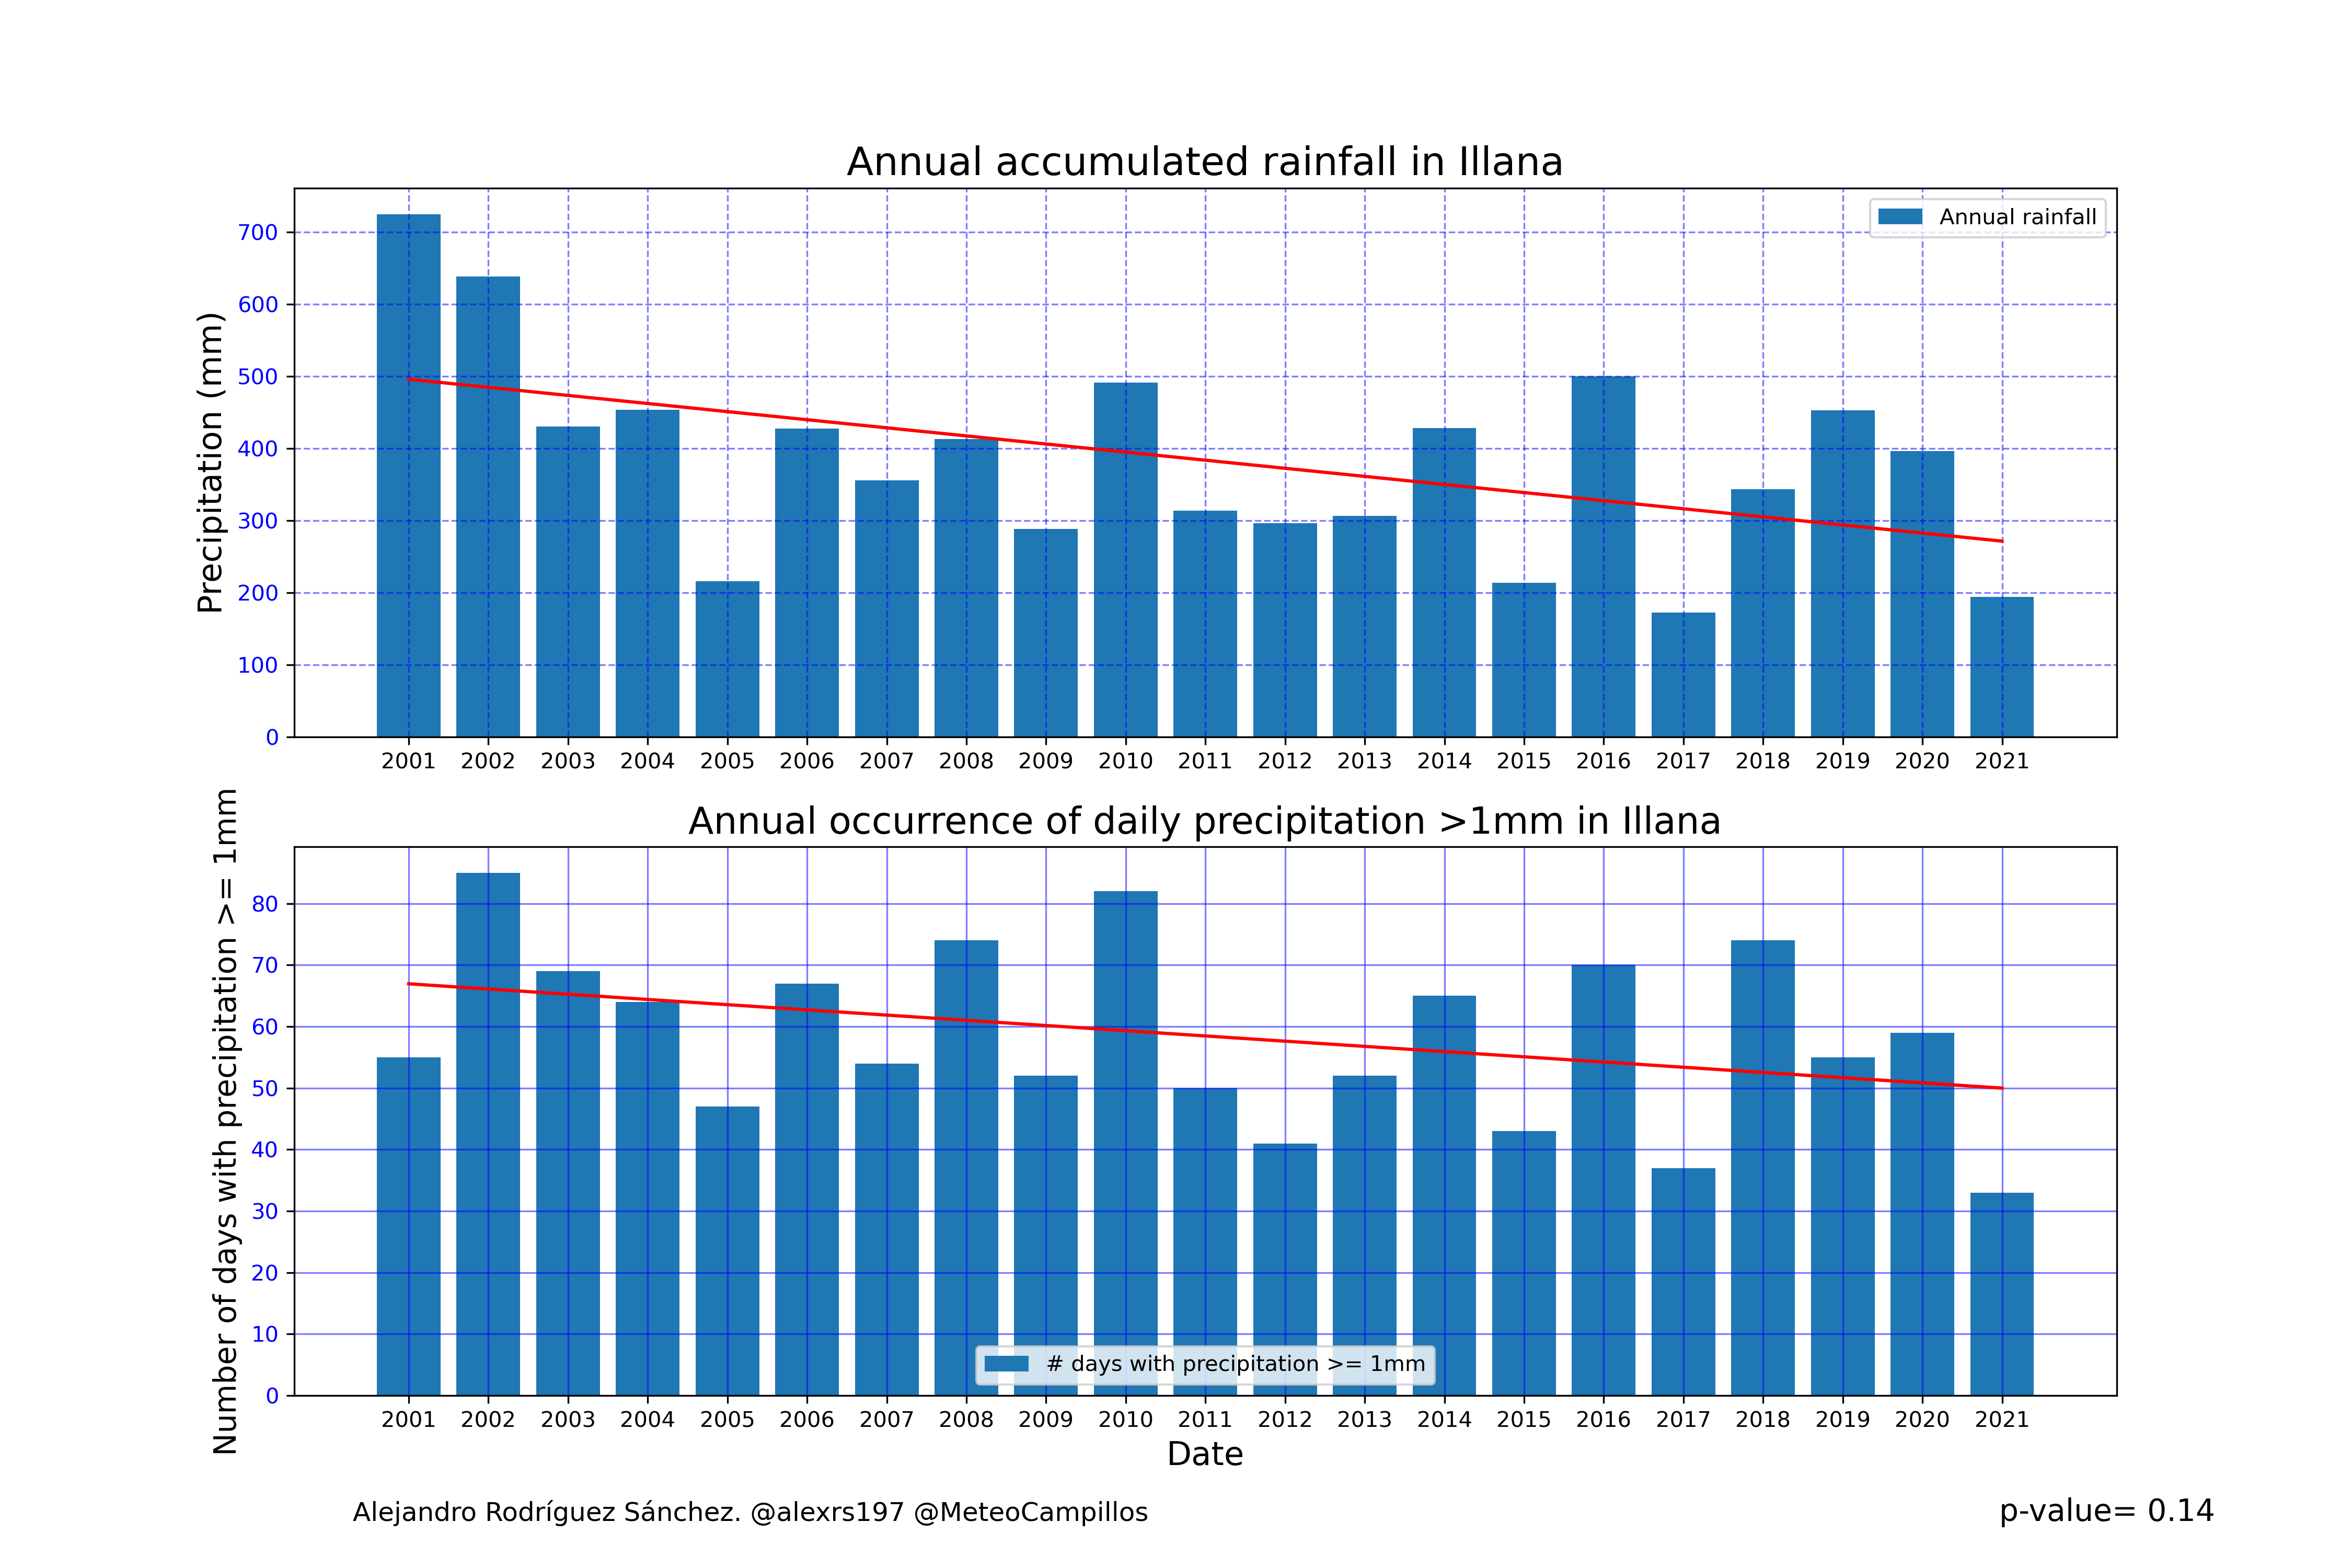 Annual accumulated rainfall in Illana
Precipitation (mm)
700
600
500
400
300
200
100
0
Annual rainfall
2001 2002 2003 2004 2005 2006 2007 2008 2009 2010 2011 2012 2013 2014 2015 2016 2017 2018 2019 2020 2021
Annual occurrence of daily precipitation >1mm in Illana
Number of days with precipitation >= 1mm
80
70
60
50
40
30
20
10
0
# days with precipitation >= 1mm
2001 2002 2003 2004 2005 2006 2007 2008 2009 2010 2011 2012 2013 2014 2015 2016 2017 2018 2019 2020 2021
Date
Alejandro Rodríguez Sánchez. @alexrs197 @MeteoCampillos
p-value= 0.14